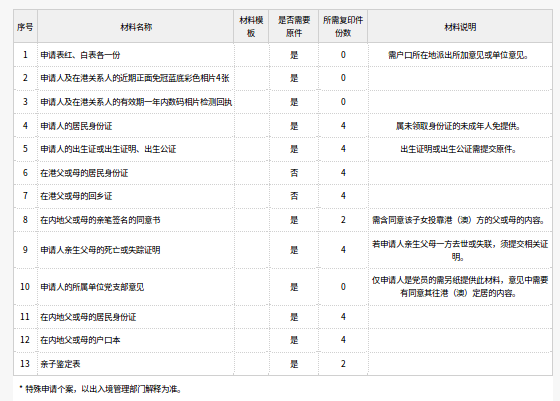 序号 材料名称 材料模板 是否需要原件 所需复印件份数 材料说明
1 申请表红、白表各一份 是 0 需户口所在地派出所加意见或单位意见。
2 申请人及在港关系人的近期正面免冠蓝底彩色相片4张 是 0
3 申请人及在港关系人的有效期一年内数码相片检测回执 是 0
4 申请人的居民身份证 是 4 属未领取身份证的未成年人免提供。
5 申请人的出生证或出生证明、出生公证 是 4 出生证明或出生公证需提交原件。
6 在港父或母的居民身份证 否 4
7 在港父或母的回乡证 否 4
8 在内地父或母的亲笔签名的同意书 是 2 需含同意该子女投靠港（澳）方的父或母的内容。
9 申请人亲生父母的死亡或失踪证明 是 4 若申请人亲生父母一方去世或失联，须提交相关证明。
10 申请人的所属单位党支部意见 是 0 仅申请人是党员的需另纸提供此材料，意见中需要有同意其往港（澳）定居的内容。
11 在内地父或母的居民身份证 是 4
12 在内地父或母的户口本 是 4
13 亲子鉴定表 是 2
* 特殊申请个案，以出入境管理部门解释为准。